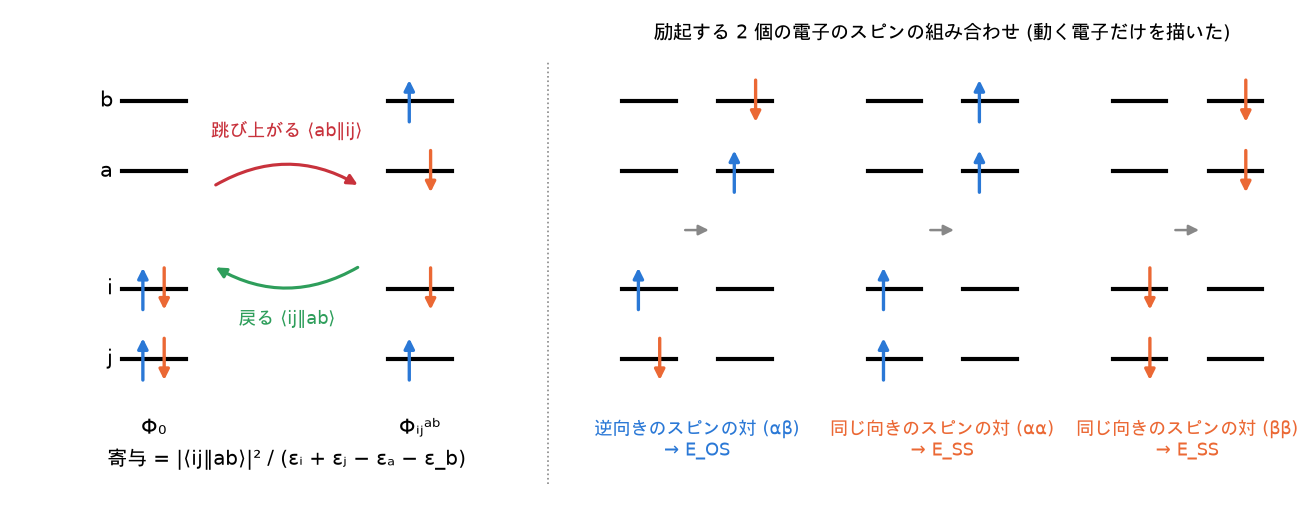 励起する 2 個の電子のスピンの組み合わせ (動く電子だけを描いた)
b
跳び上がる ⟨ab‖ij⟩
a
i
戻る ⟨ij‖ab⟩
j
Φ₀
Φᵢⱼᵃᵇ
寄与 = |⟨ij‖ab⟩|² / (εᵢ + εⱼ − εₐ − ε_b)
逆向きのスピンの対 (αβ)
→ E_OS
同じ向きのスピンの対 (αα)
→ E_SS
同じ向きのスピンの対 (ββ)
→ E_SS